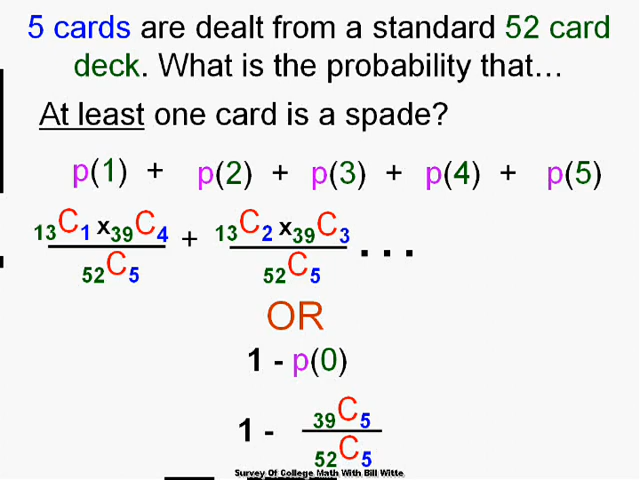 5 cards are dealt from a standard 52 card
deck. What is the probability that...
At least one card is a spade?
p(1) + p(2) + p(3) + p(4) + p(5)
13C1 x39C4 + 13C2 x39C3 ...
52C5 52C5
OR
1 - p(0)
1 - 39C5
52C5
Survey Of College Math With Bill Witte